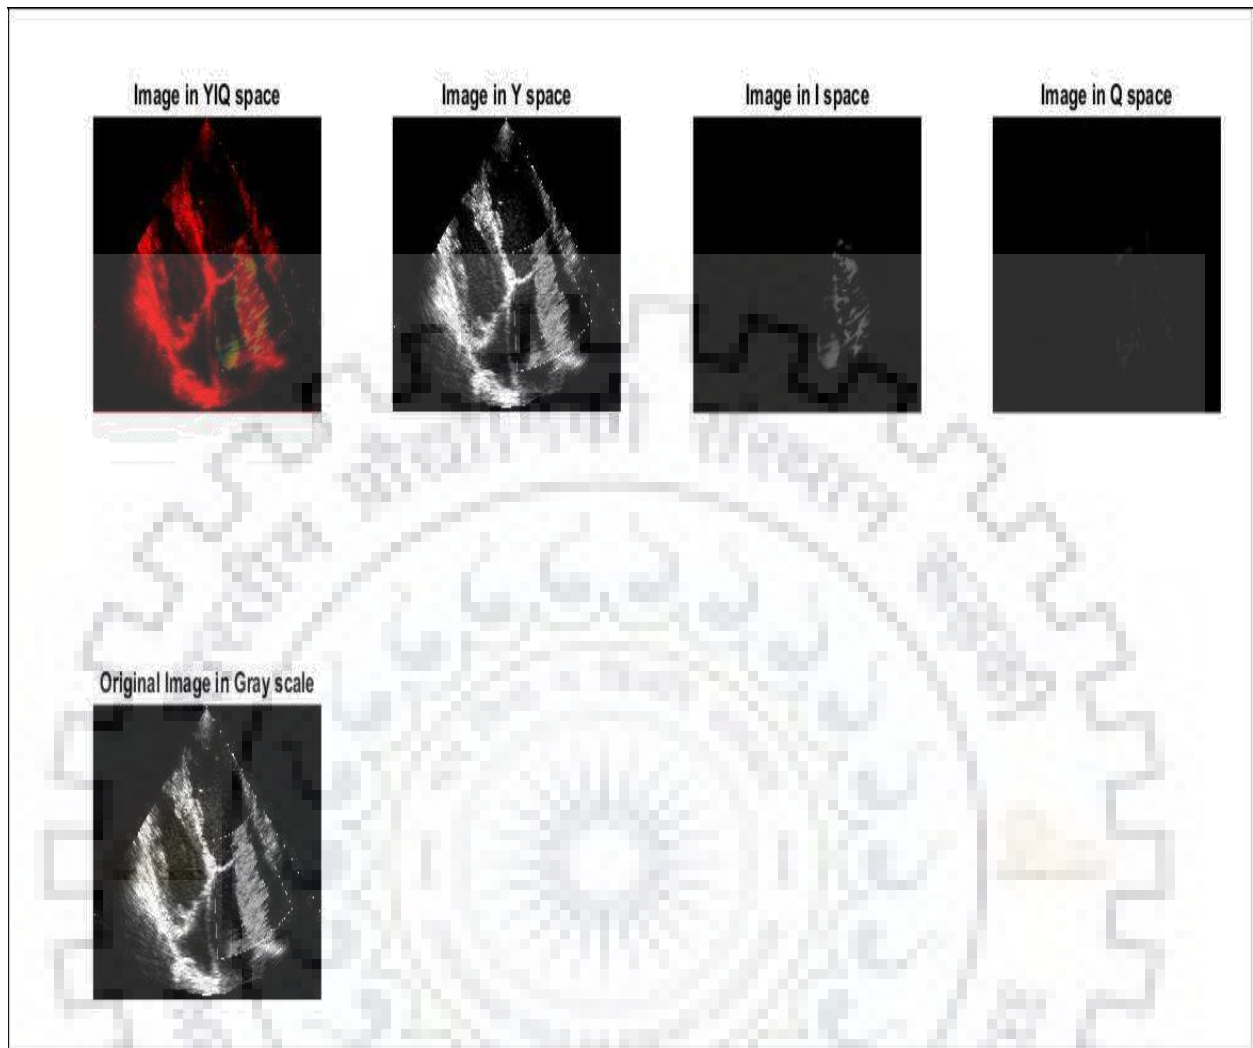 Image in YIQ space
Image in Y space
Image in I space
Image in Q space
Original Image in Gray scale